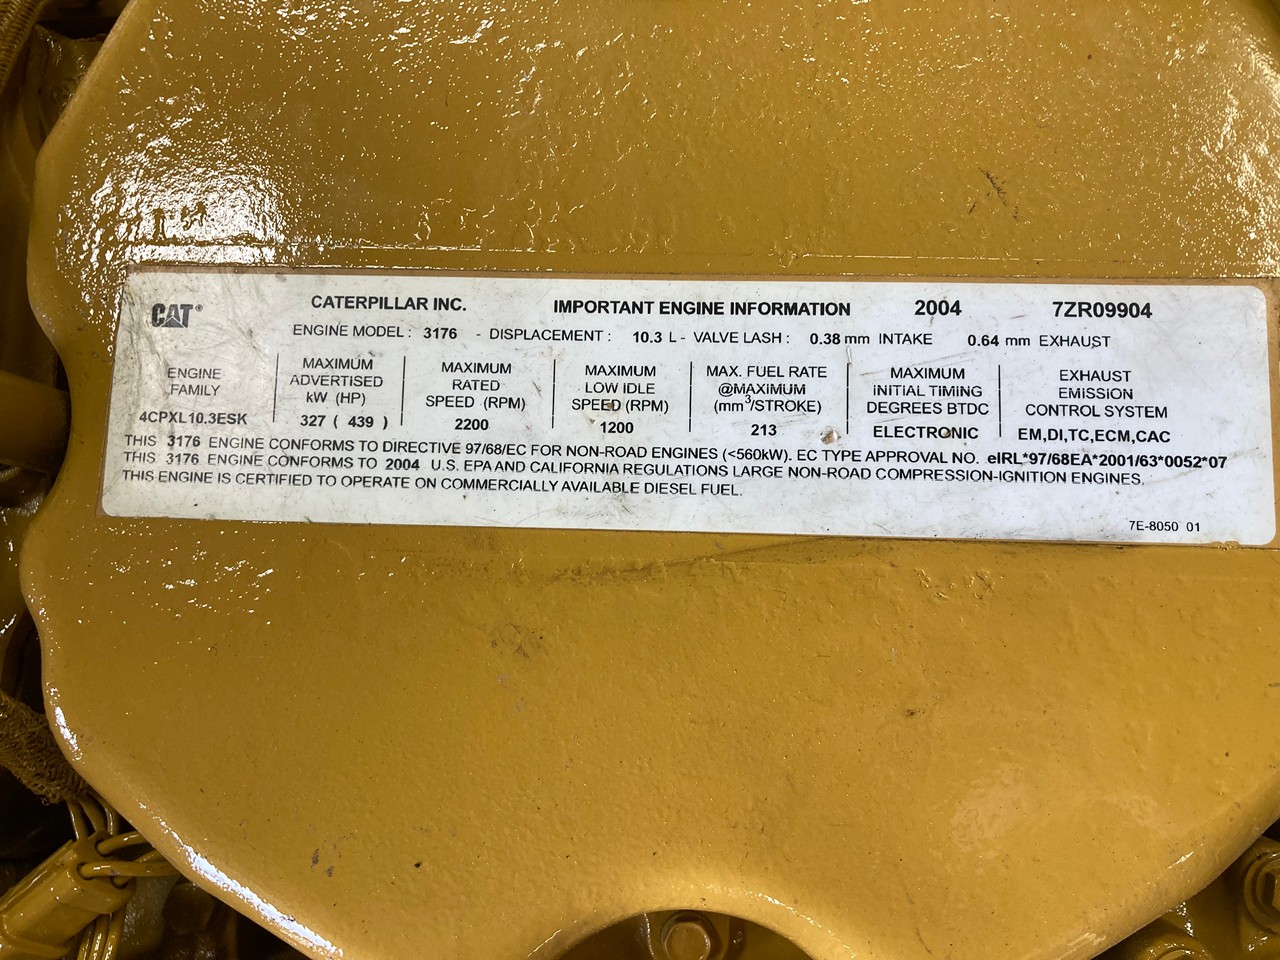 CAT® CATERPILLAR INC. IMPORTANT ENGINE INFORMATION 2004 7ZR09904
ENGINE MODEL: 3176 - DISPLACEMENT: 10.3 L - VALVE LASH: 0.38 mm INTAKE 0.64 mm EXHAUST
ENGINE FAMILY
4CPXL10.3ESK
MAXIMUM
ADVERTISED
kW (HP)
327 ( 439 )
MAXIMUM
RATED
SPEED (RPM)
2200
MAXIMUM
LOW IDLE
SPEED (RPM)
1200
MAX. FUEL RATE
@MAXIMUM
(mm³/STROKE)
213
MAXIMUM
INITIAL TIMING
DEGREES BTDC
ELECTRONIC
EXHAUST
EMISSION
CONTROL SYSTEM
EM,DI,TC,ECM,CAC
THIS 3176 ENGINE CONFORMS TO DIRECTIVE 97/68/EC FOR NON-ROAD ENGINES (<560kW). EC TYPE APPROVAL NO. eIRL*97/68EA*2001/63*0052*07
THIS 3176 ENGINE CONFORMS TO 2004 U.S. EPA AND CALIFORNIA REGULATIONS LARGE NON-ROAD COMPRESSION-IGNITION ENGINES.
THIS ENGINE IS CERTIFIED TO OPERATE ON COMMERCIALLY AVAILABLE DIESEL FUEL.
7E-8050 01